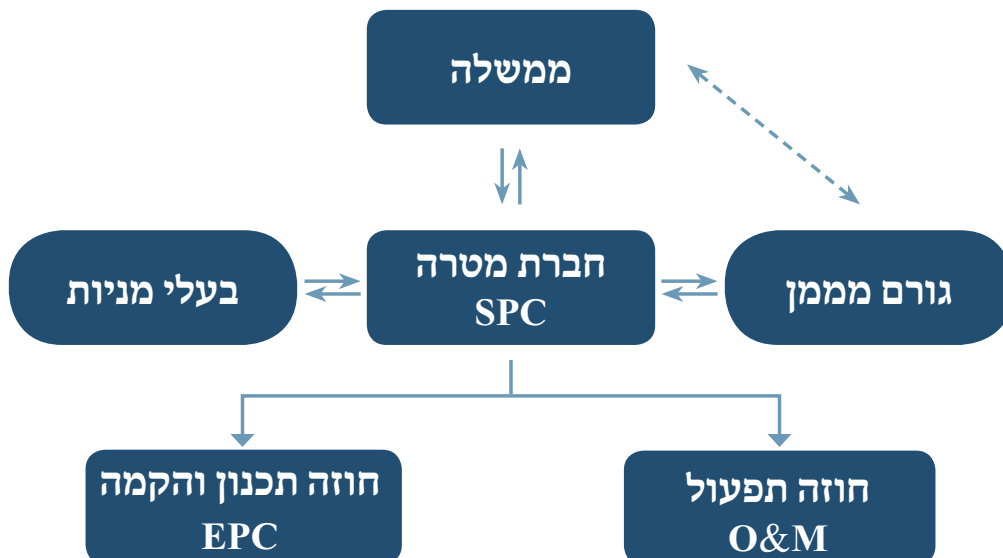 ממשלה
גורם מממן
חברת מטרה
SPC
בעלי מניות
חוזה תפעול
O&M
חוזה תכנון והקמה
EPC